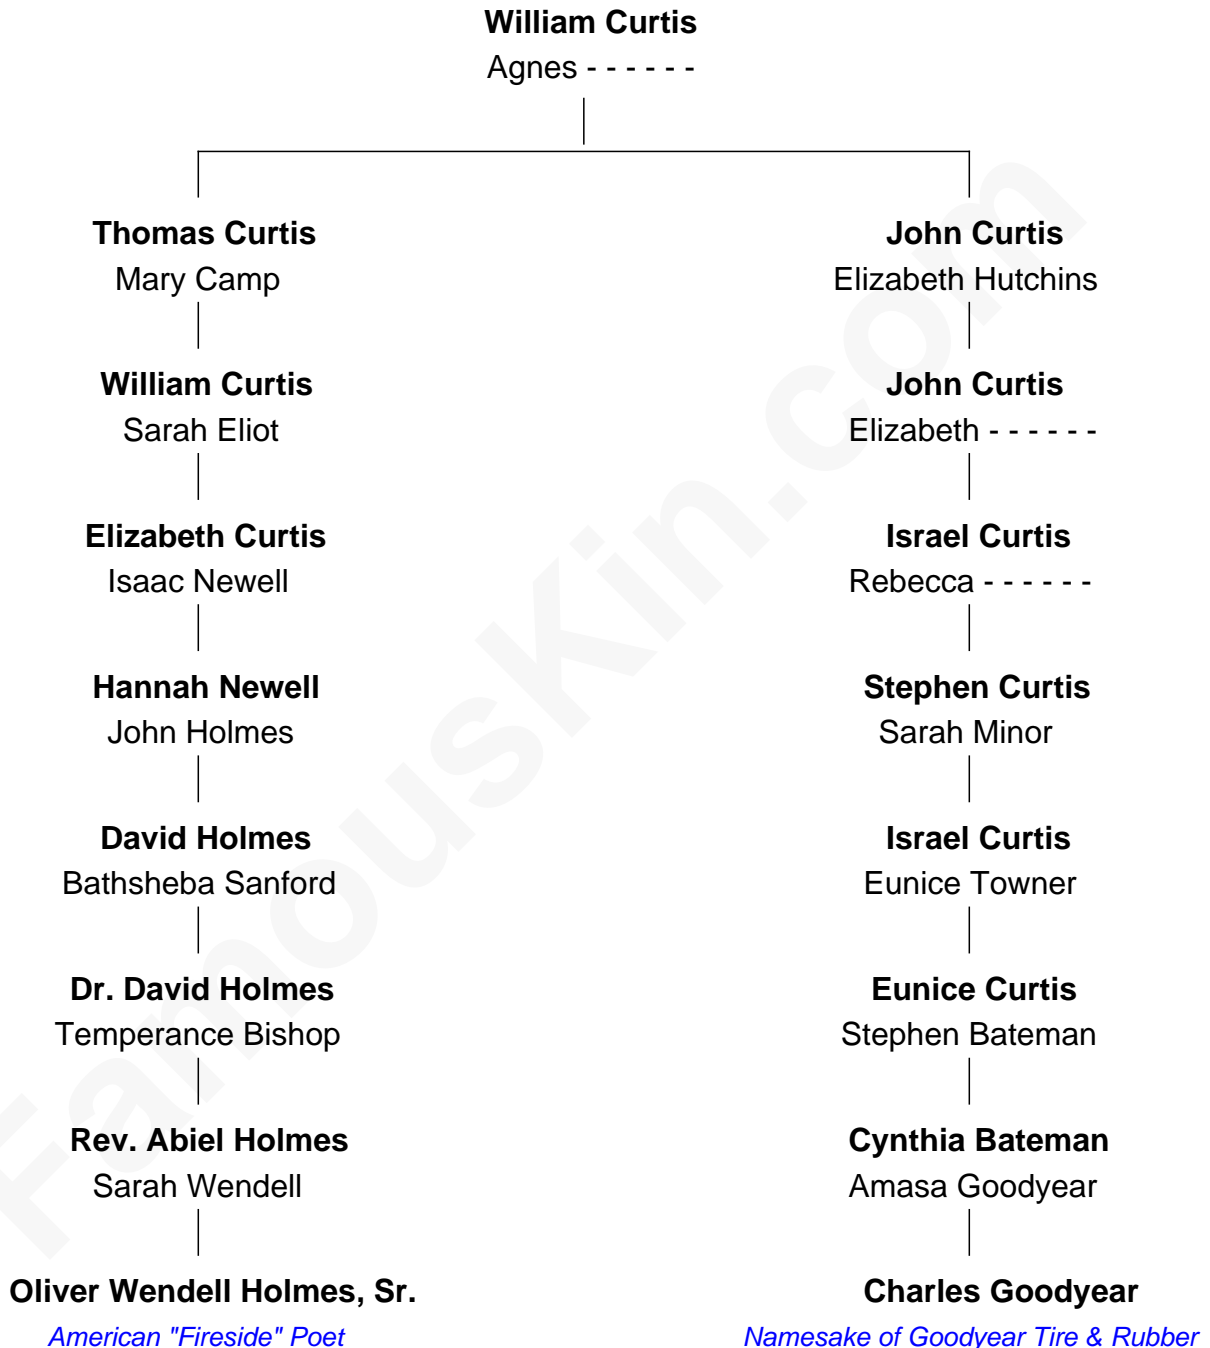 William Curtis
Agnes - - - - - -
Thomas Curtis
Mary Camp
William Curtis
Sarah Eliot
Elizabeth Curtis
Isaac Newell
Hannah Newell
John Holmes
David Holmes
Bathsheba Sanford
Dr. David Holmes
Temperance Bishop
Rev. Abiel Holmes
Sarah Wendell
Oliver Wendell Holmes, Sr.
American "Fireside" Poet
John Curtis
Elizabeth Hutchins
John Curtis
Elizabeth - - - - - -
Israel Curtis
Rebecca - - - - - -
Stephen Curtis
Sarah Minor
Israel Curtis
Eunice Towner
Eunice Curtis
Stephen Bateman
Cynthia Bateman
Amasa Goodyear
Charles Goodyear
Namesake of Goodyear Tire & Rubber
FamousKin.com